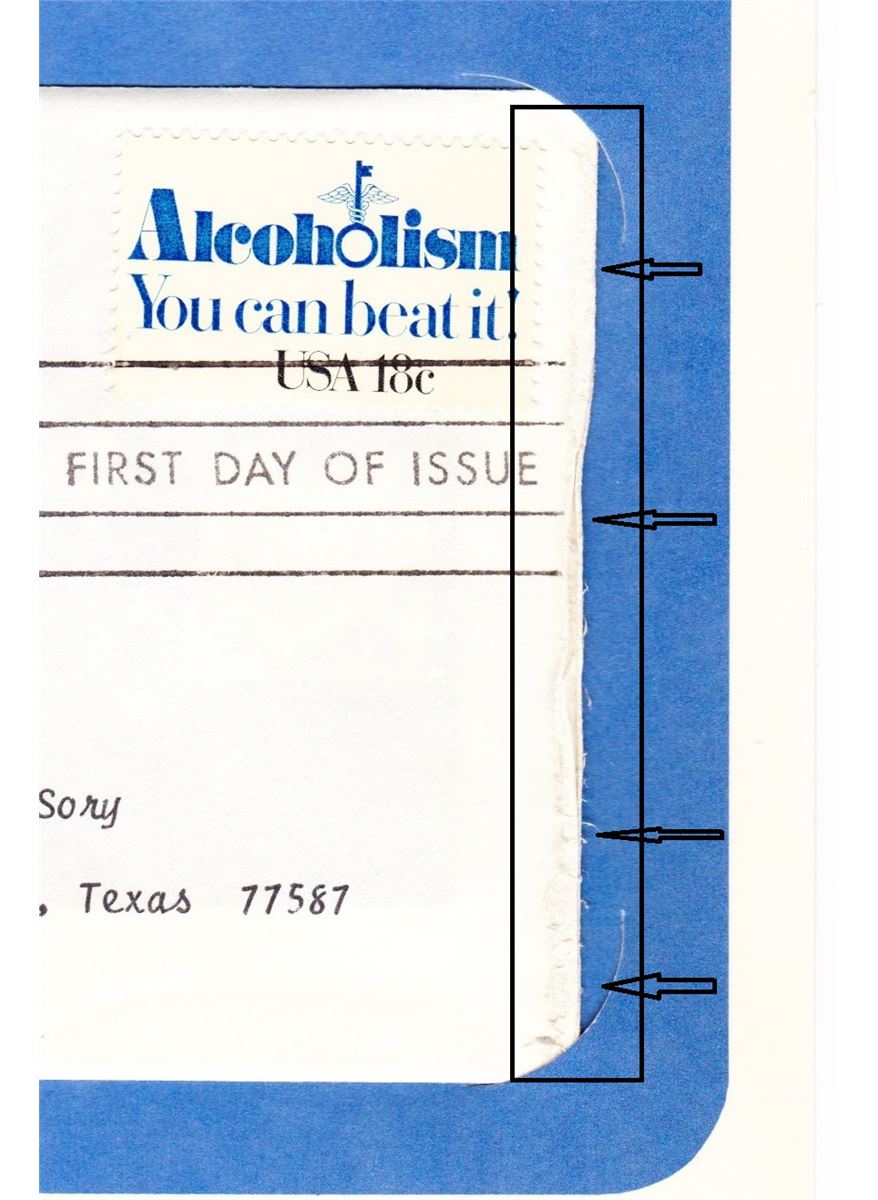 Alcoholism
You can beat it!
USA 18c
FIRST DAY OF ISSUE
Sory
, Texas 77587